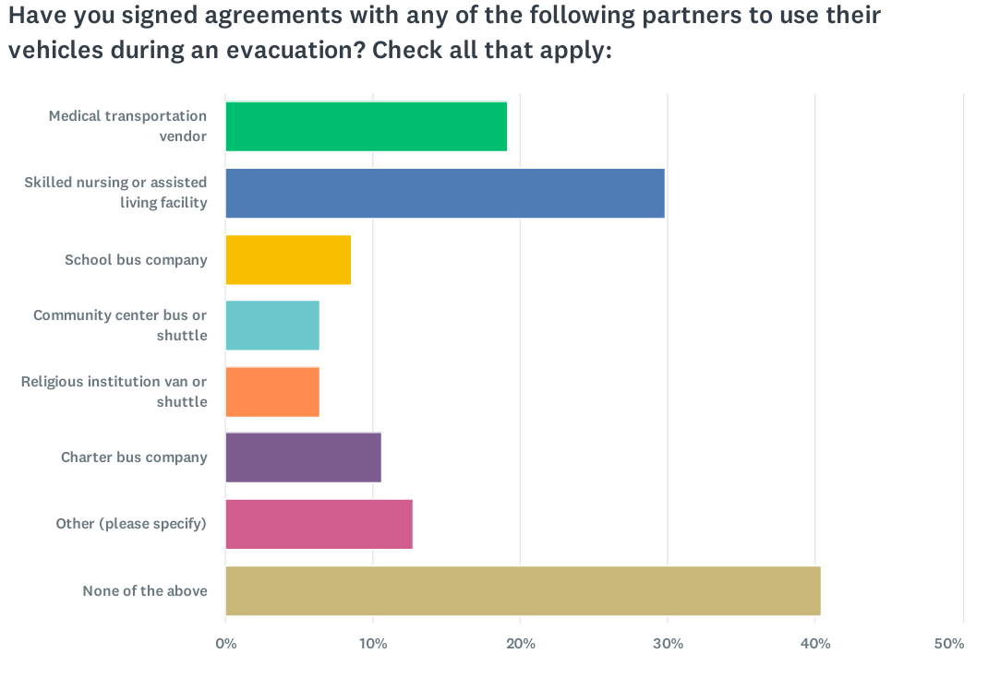 Have you signed agreements with any of the following partners to use their
vehicles during an evacuation? Check all that apply:
Medical transportation
vendor
Skilled nursing or assisted
living facility
School bus company
Community center bus or
shuttle
Religious institution van or
shuttle
Charter bus company
Other (please specify)
None of the above
0% 10% 20% 30% 40% 50%